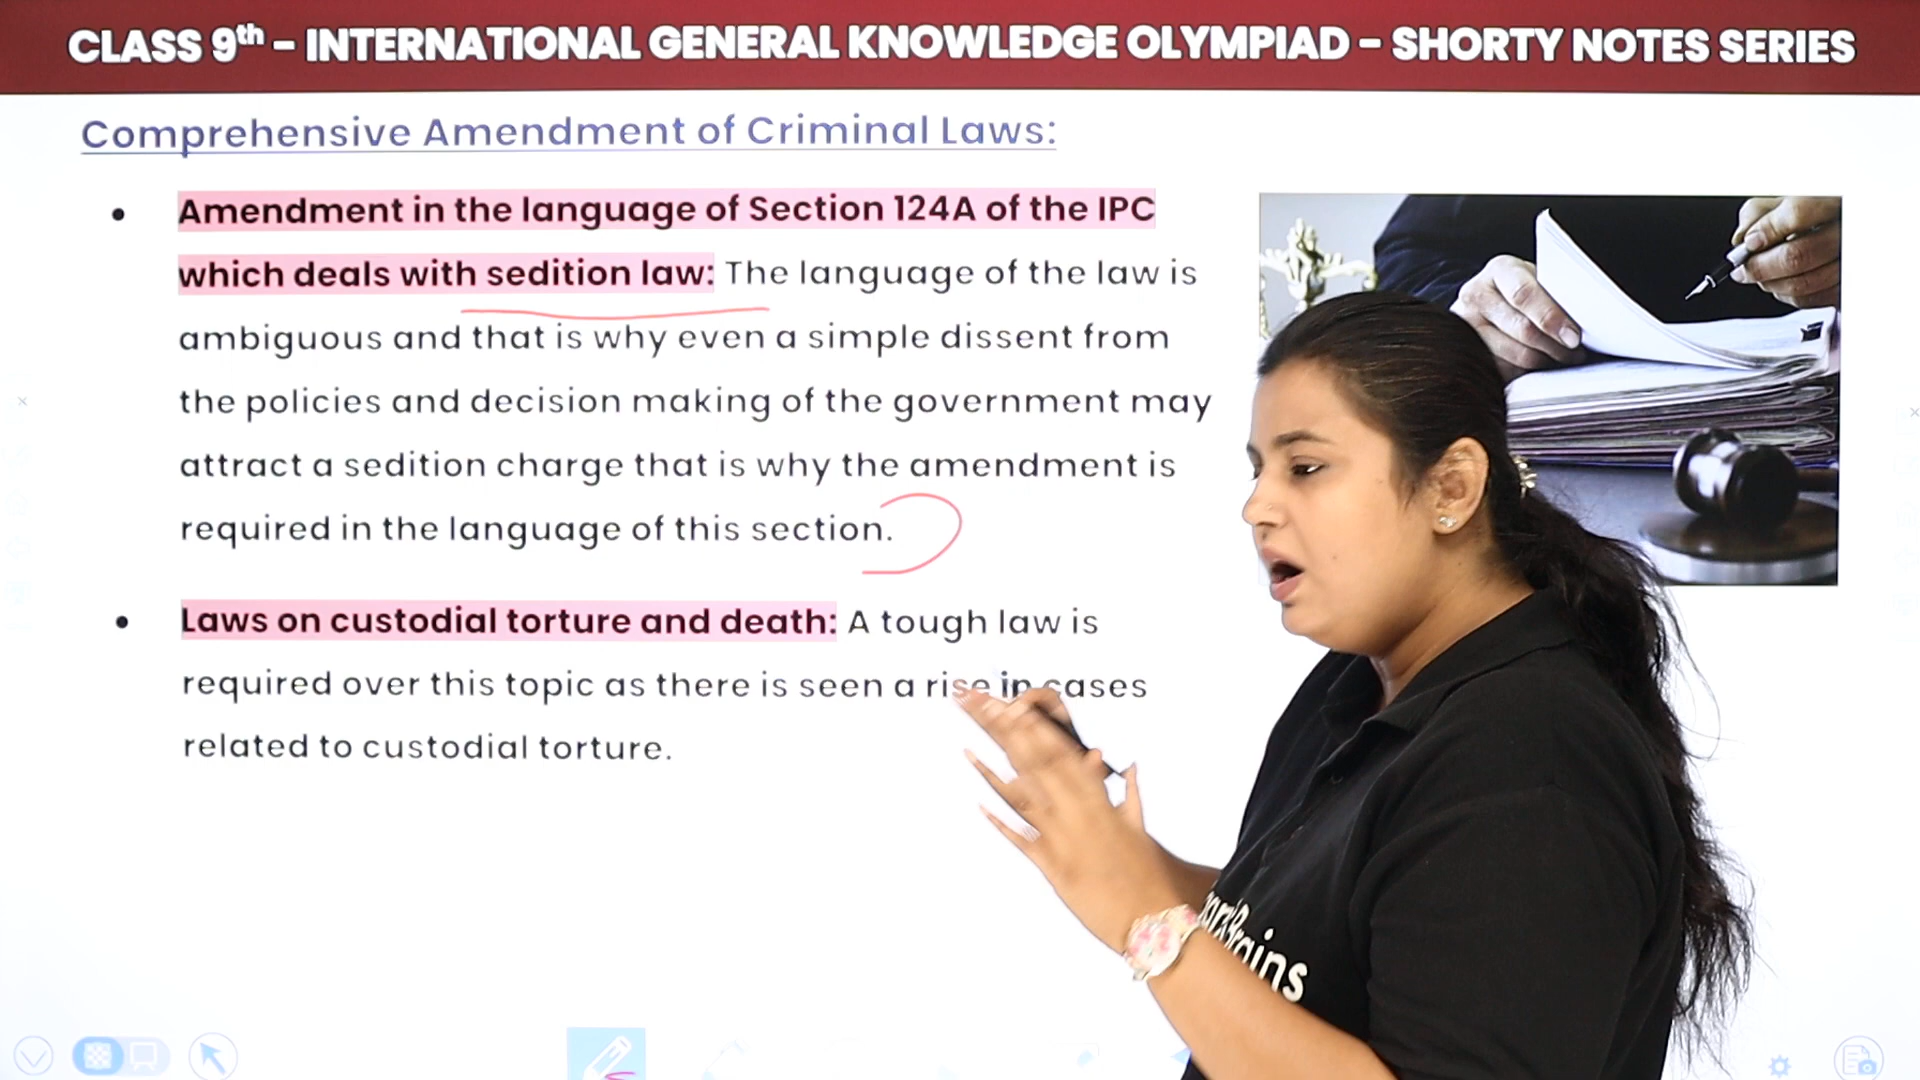 CLASS 9th - INTERNATIONAL GENERAL KNOWLEDGE OLYMPIAD - SHORTY NOTES SERIES
Comprehensive Amendment of Criminal Laws:
• Amendment in the language of Section 124A of the IPC
which deals with sedition law: The language of the law is
ambiguous and that is why even a simple dissent from
the policies and decision making of the government may
attract a sedition charge that is why the amendment is
required in the language of this section.
• Laws on custodial torture and death: A tough law is
required over this topic as there is seen a rise in cases
related to custodial torture.